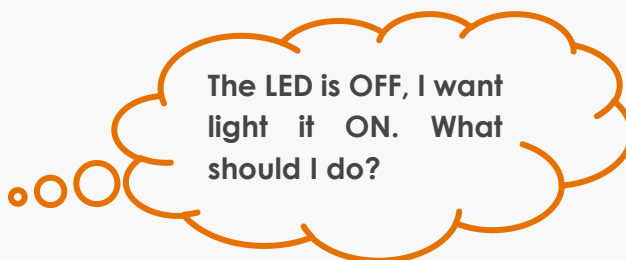 The LED is OFF, I want
light it ON. What
should I do?